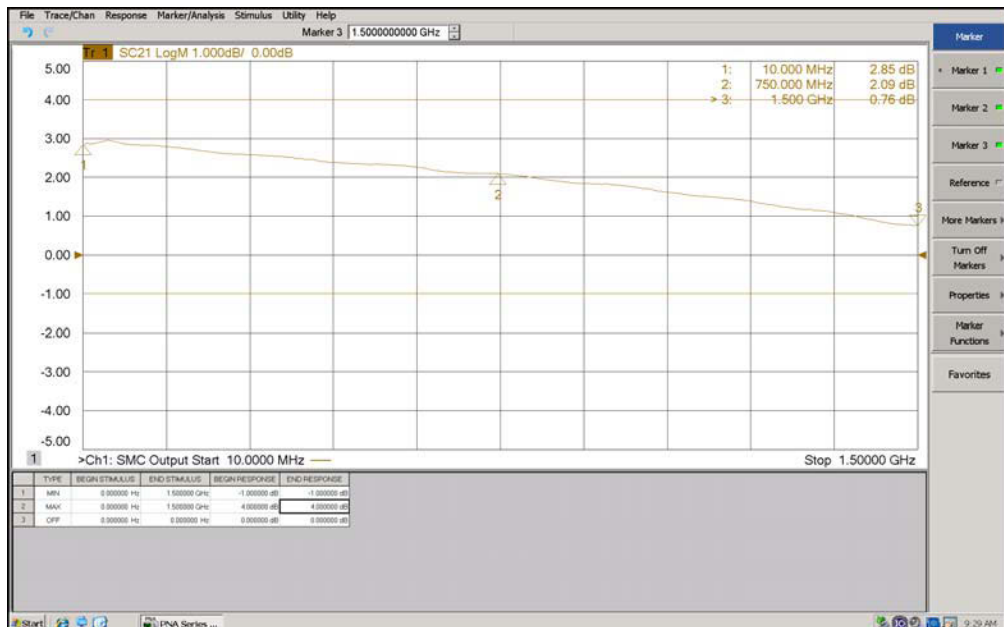 File Trace/Chan Response Marker/Analysis Stimulus Utility Help
Marker 3 1.5000000000 GHz
Tr 1 SC21 LogM 1.000dB/ 0.00dB
1: 10.000 MHz 2.85 dB
2: 750.000 MHz 2.09 dB
> 3: 1.500 GHz 0.76 dB
5.00
4.00
3.00
2.00
1.00
0.00
-1.00
-2.00
-3.00
-4.00
-5.00
1
2
3
1 >Ch1: SMC Output Start 10.0000 MHz Stop 1.50000 GHz
TYPE BEGIN STIMULUS END STIMULUS BEGIN RESPONSE END RESPONSE
1 MIN 0.000000 Hz 1.500000 GHz -1.000000 dB -1.000000 dB
2 MAX 0.000000 Hz 1.500000 GHz 4.000000 dB 4.000000 dB
3 OFF 0.000000 Hz 0.000000 Hz 0.000000 dB 0.000000 dB
Marker
Marker 1
Marker 2
Marker 3
Reference
More Markers
Turn Off
Markers
Properties
Marker
Functions
Favorites
Start PNA Series ... 9:29 AM